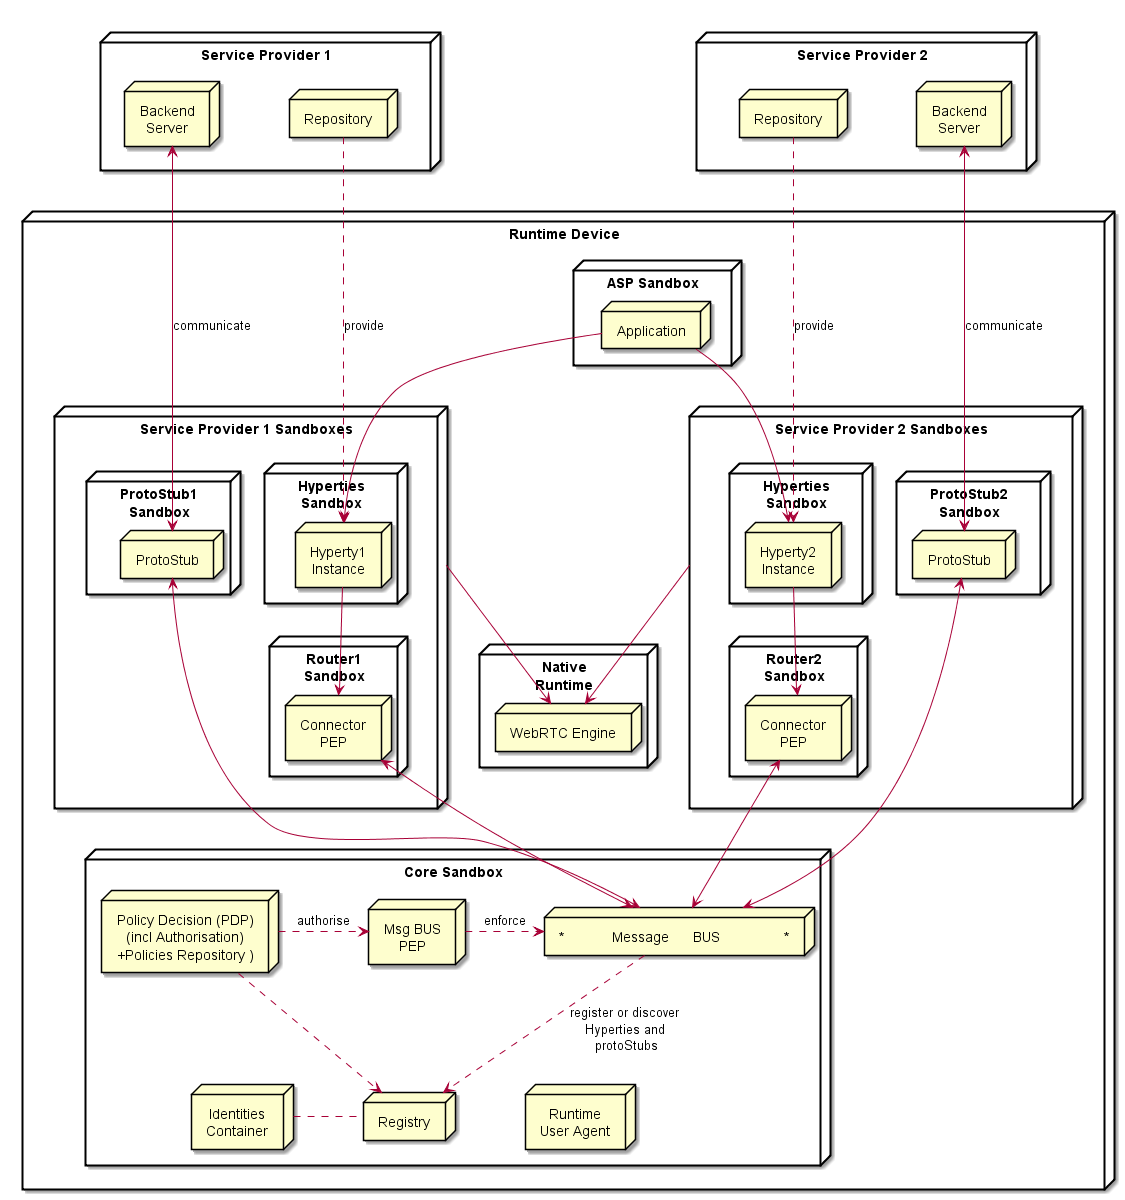 Service Provider 1
Backend
Server
Repository
Service Provider 2
Repository
Backend
Server
Runtime Device
ASP Sandbox
Application
communicate
provide
provide
communicate
Service Provider 1 Sandboxes
ProtoStub1
Sandbox
ProtoStub
Hyperties
Sandbox
Hyperty1
Instance
Router1
Sandbox
Connector
PEP
Native
Runtime
WebRTC Engine
Service Provider 2 Sandboxes
Hyperties
Sandbox
Hyperty2
Instance
ProtoStub2
Sandbox
ProtoStub
Router2
Sandbox
Connector
PEP
Core Sandbox
Policy Decision (PDP)
(incl Authorisation)
+Policies Repository )
authorise
Msg BUS
PEP
enforce
* Message BUS *
register or discover
Hyperties and
protoStubs
Identities
Container
Registry
Runtime
User Agent